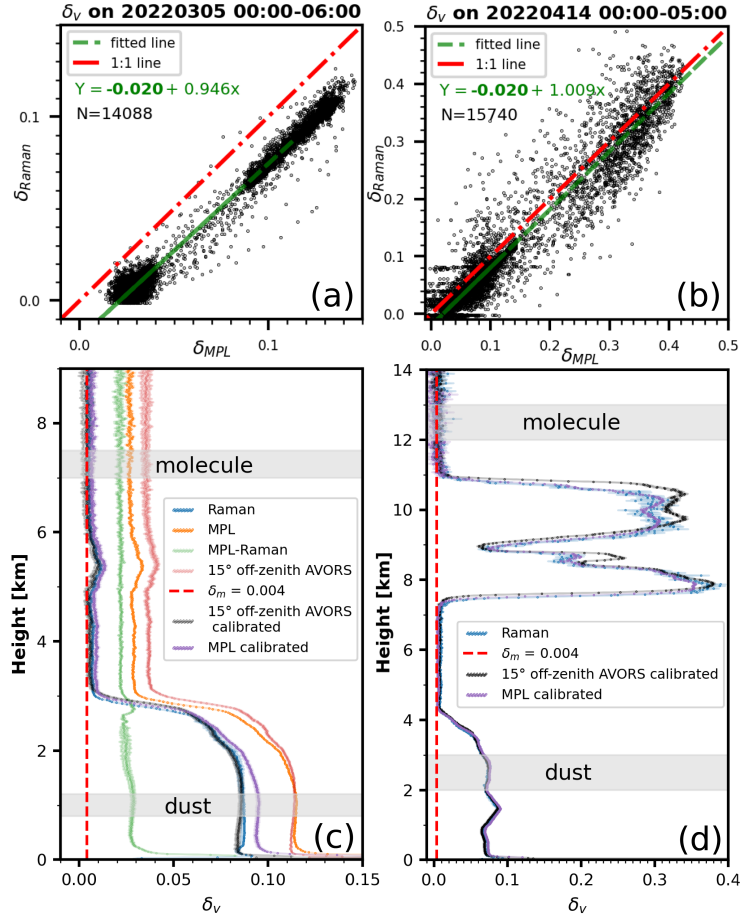 δv on 20220305 00:00-06:00
fitted line
1:1 line
Y = -0.020 + 0.946x
N=14088
0.1
0.0
δRaman
(a)
0.0
0.1
δMPL
δv on 20220414 00:00-05:00
fitted line
1:1 line
Y = -0.020 + 1.009x
N=15740
0.5
0.4
0.3
0.2
0.1
0.0
δRaman
(b)
0.0
0.1
0.2
0.3
0.4
0.5
δMPL
8
6
4
2
0
Height [km]
molecule
Raman
MPL
MPL-Raman
15° off-zenith AVORS
δm = 0.004
15° off-zenith AVORS
calibrated
MPL calibrated
dust
(c)
0.00
0.05
0.10
0.15
δv
14
12
10
8
6
4
2
0
Height [km]
molecule
Raman
δm = 0.004
15° off-zenith AVORS calibrated
MPL calibrated
dust
(d)
0.0
0.1
0.2
0.3
0.4
δv